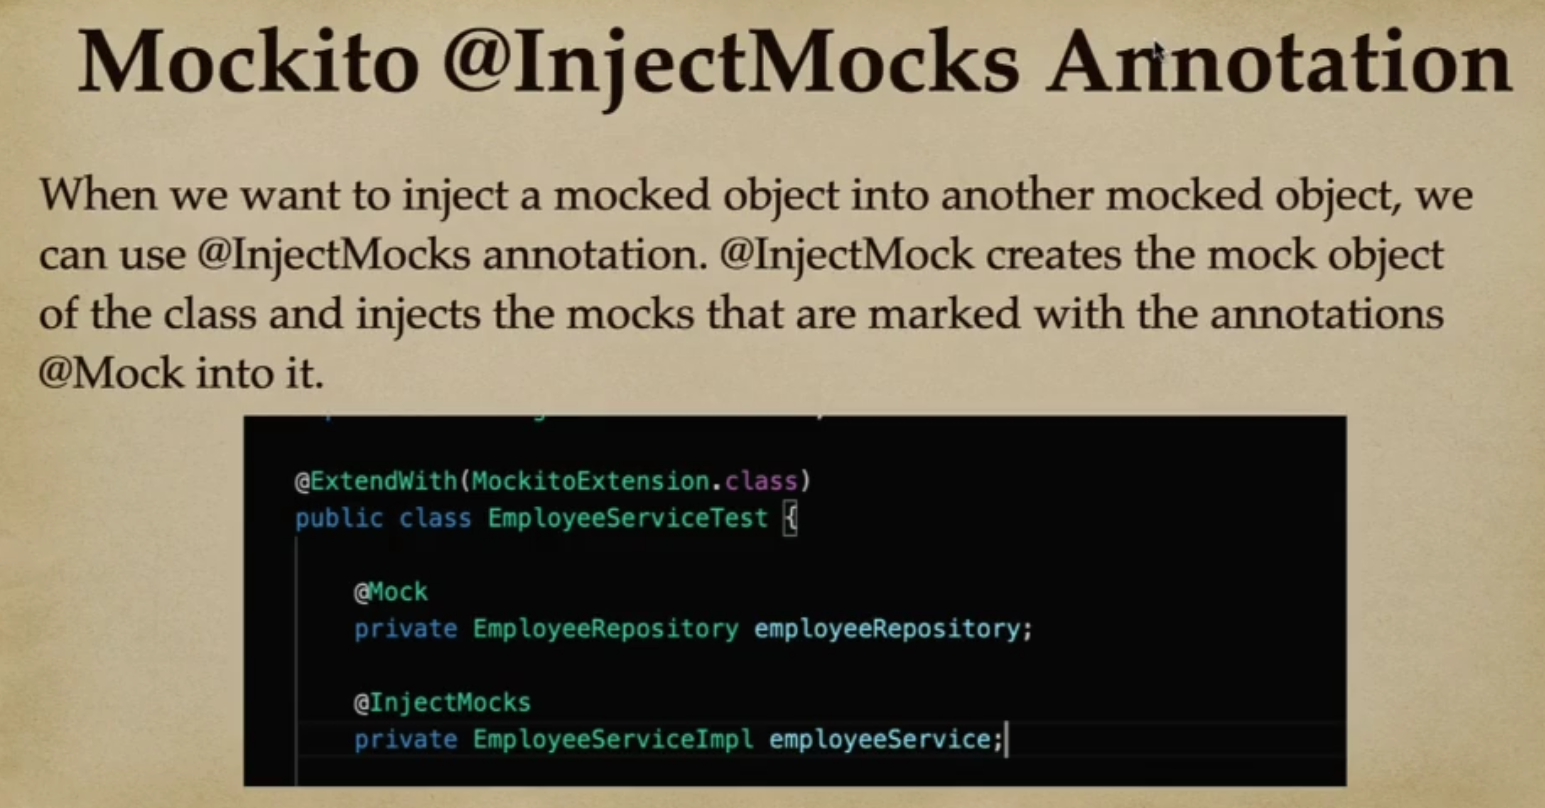 Mockito @InjectMocks Annotation
When we want to inject a mocked object into another mocked object, we
can use @InjectMocks annotation. @InjectMock creates the mock object
of the class and injects the mocks that are marked with the annotations
@Mock into it.
@ExtendWith(MockitoExtension.class)
public class EmployeeServiceTest {
@Mock
private EmployeeRepository employeeRepository;
@InjectMocks
private EmployeeServiceImpl employeeService;